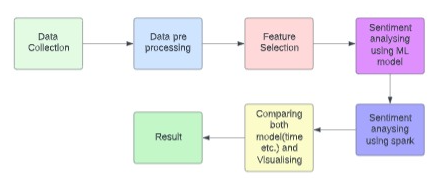 Data
Collection
Data pre
processing
Feature
Selection
Sentiment
analysing
using ML
model
Sentiment
anaysing
using spark
Comparing
both
model(time
etc.) and
Visualising
Result